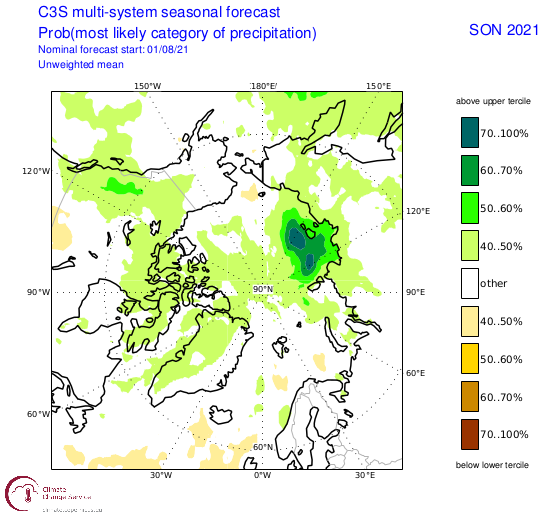 C3S multi-system seasonal forecast
Prob(most likely category of precipitation)
SON 2021
Nominal forecast start: 01/08/21
Unweighted mean
150°W 180°E 150°E
above upper tercile
70..100%
60..70%
120°W
50..60%
120°E
40..50%
other
90°W 90°N 90°E
40..50%
50..60%
60°E
60..70%
60°W
70..100%
60°N
below lower tercile
30°W 0°W 30°E
Climate
Change Service